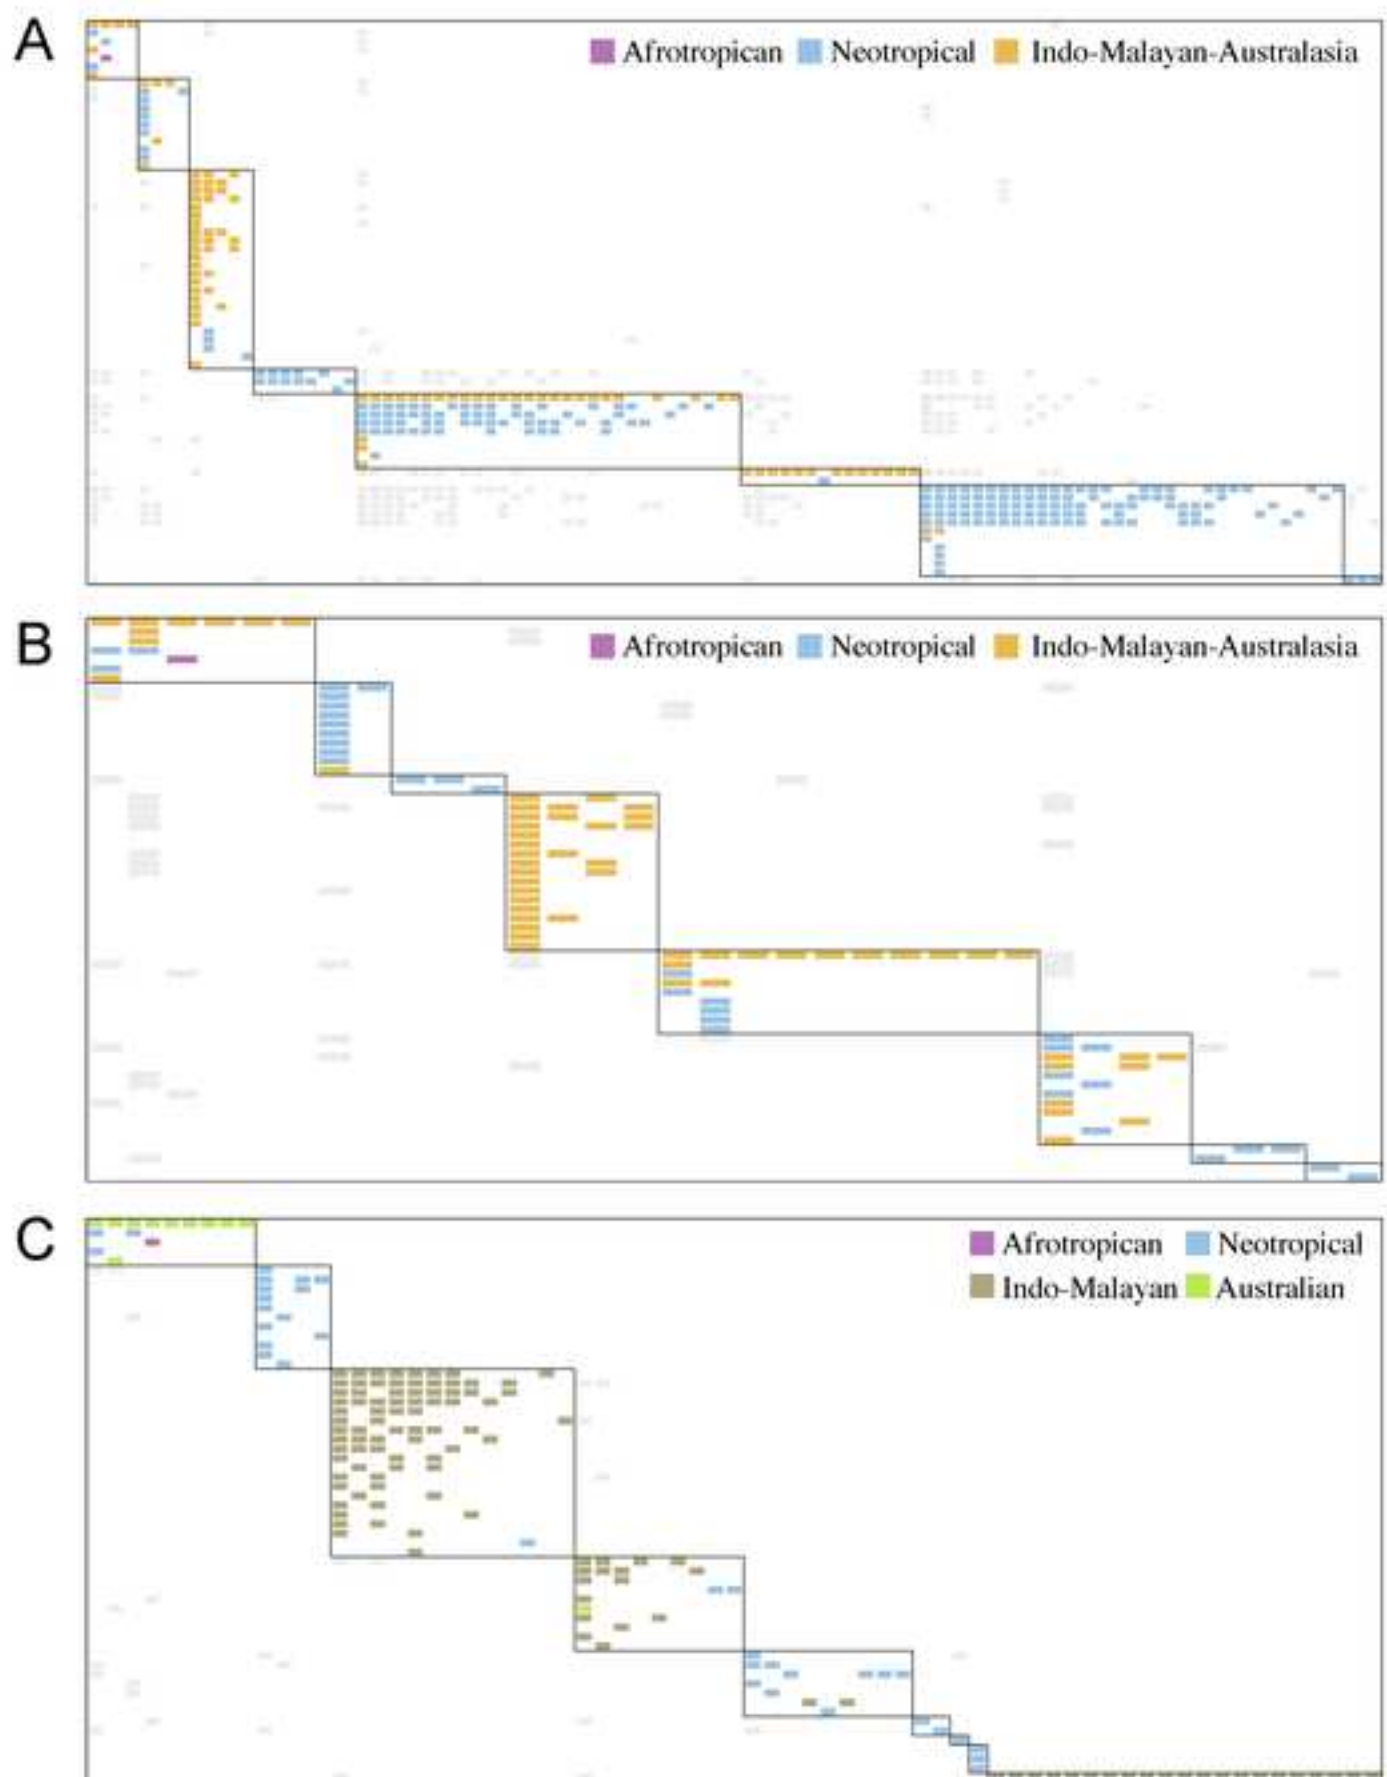 A
Afrotropican Neotropical Indo-Malayan-Australasia
B
Afrotropican Neotropical Indo-Malayan-Australasia
C
Afrotropican Neotropical
Indo-Malayan Australian